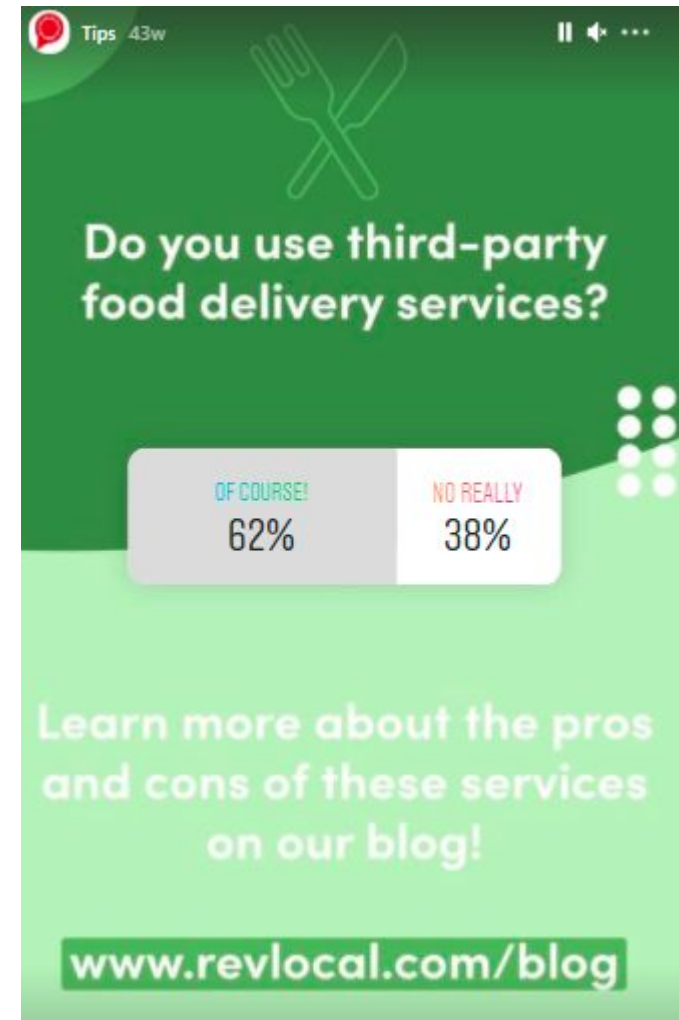 Tips 43w
Do you use third-party
food delivery services?
OF COURSE! NO REALLY
62% 38%
Learn more about the pros
and cons of these services
on our blog!
www.revlocal.com/blog